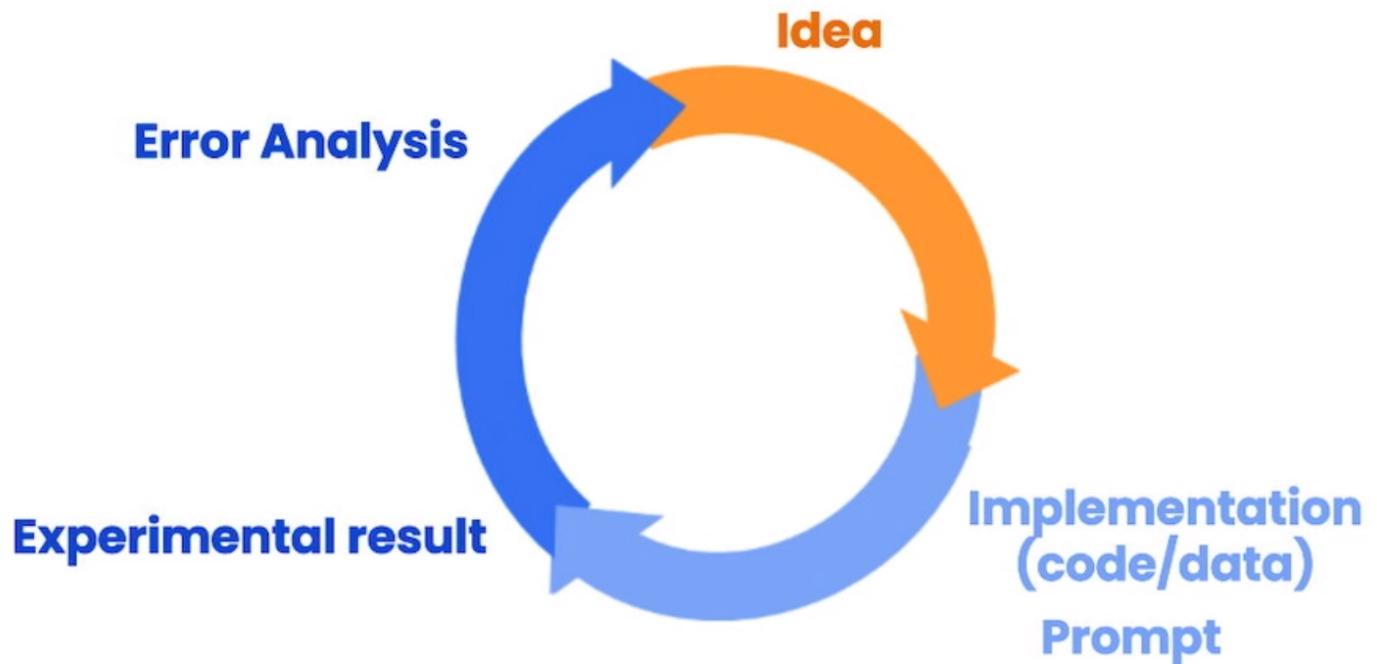 Idea
Error Analysis
Experimental result
Implementation
(code/data)
Prompt